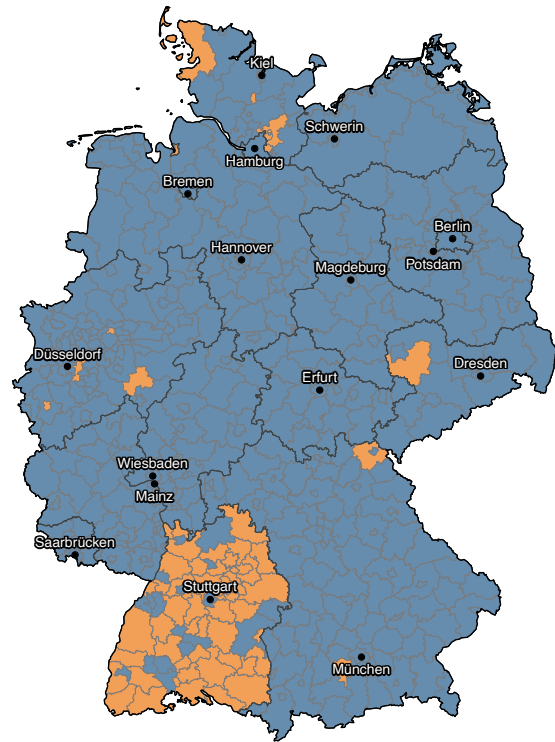 Kiel
Schwerin
Hamburg
Bremen
Berlin
Hannover
Potsdam
Magdeburg
Düsseldorf
Dresden
Erfurt
Wiesbaden
Mainz
Saarbrücken
Stuttgart
München